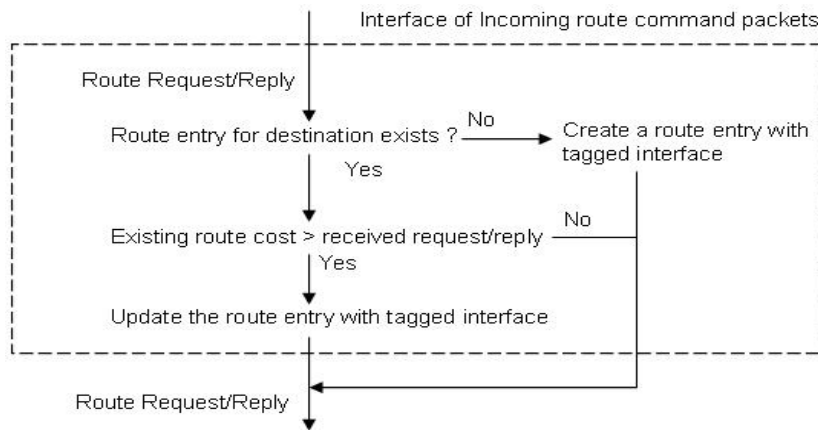 Interface of Incoming route command packets
Route Request/Reply
Route entry for destination exists ?
No
Create a route entry with
tagged interface
Yes
Existing route cost > received request/reply
No
Yes
Update the route entry with tagged interface
Route Request/Reply